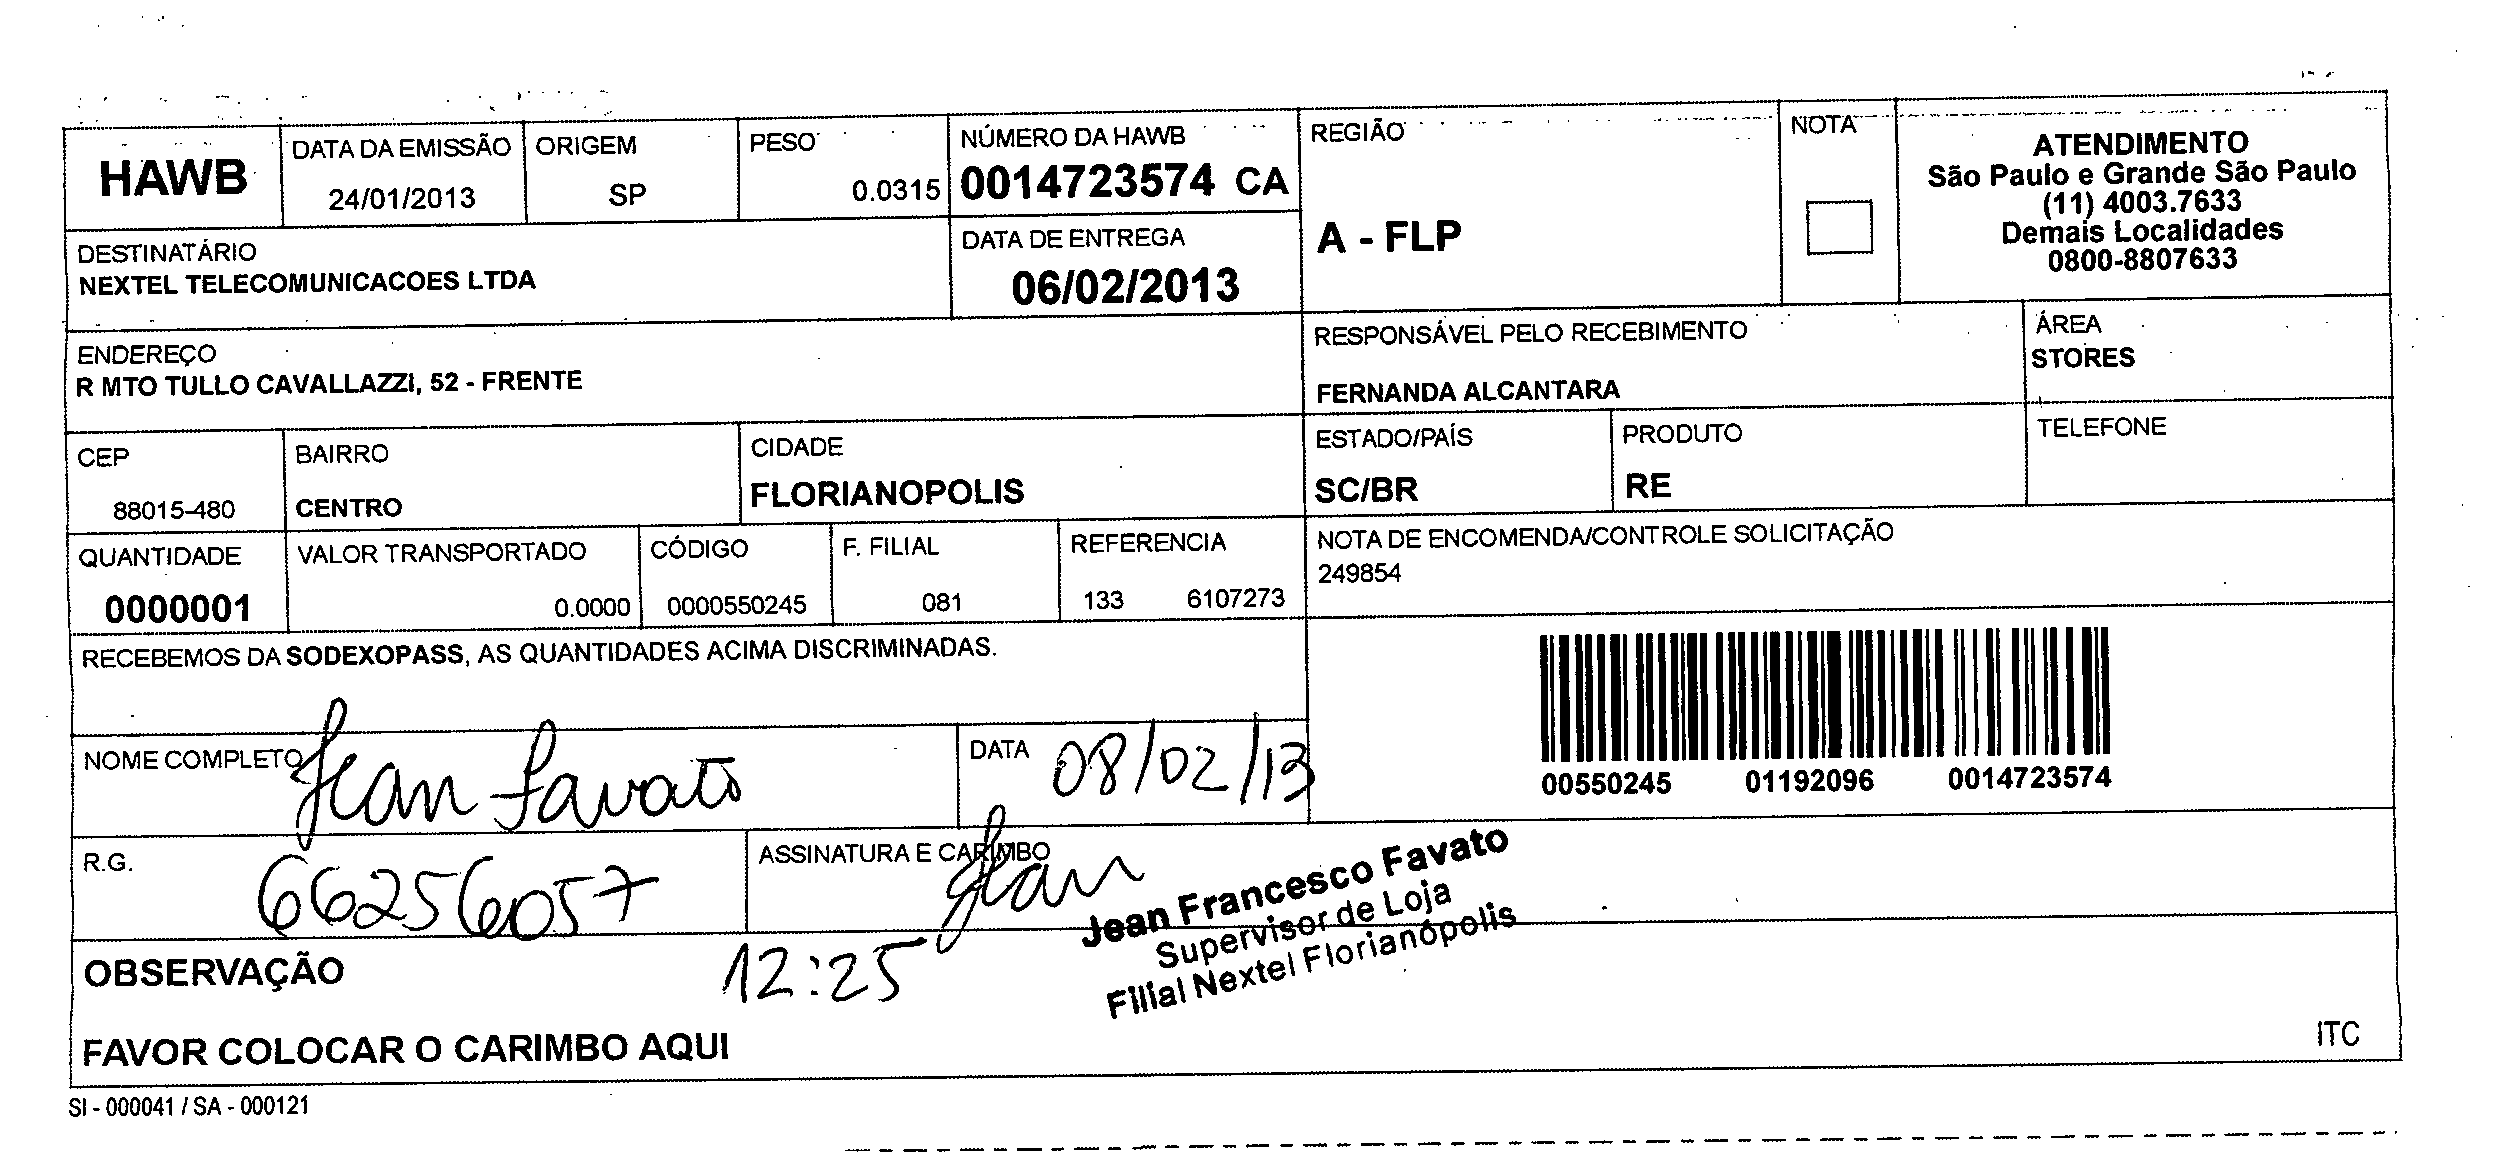 HAWB
DATA DA EMISSÃO
24/01/2013
ORIGEM
SP
PESO
0.0315
NÚMERO DA HAWB
0014723574 CA
REGIÃO
A - FLP
NOTA
ATENDIMENTO
São Paulo e Grande São Paulo
(11) 4003.7633
Demais Localidades
0800-8807633
DESTINATÁRIO
NEXTEL TELECOMUNICACOES LTDA
DATA DE ENTREGA
06/02/2013
ENDEREÇO
R MTO TULLO CAVALLAZZI, 52 - FRENTE
RESPONSÁVEL PELO RECEBIMENTO
FERNANDA ALCANTARA
ÁREA
STORES
CEP
88015-480
BAIRRO
CENTRO
CIDADE
FLORIANOPOLIS
ESTADO/PAÍS
SC/BR
PRODUTO
RE
TELEFONE
QUANTIDADE
0000001
VALOR TRANSPORTADO
0.0000
CÓDIGO
0000550245
F. FILIAL
081
REFERENCIA
133 6107273
NOTA DE ENCOMENDA/CONTROLE SOLICITAÇÃO
249854
RECEBEMOS DA SODEXOPASS, AS QUANTIDADES ACIMA DISCRIMINADAS.
00550245 01192096 0014723574
NOME COMPLETO Jean Favato
DATA 08/02/13
R.G. 66256057
ASSINATURA E CARIMBO Jean
Jean Francesco Favato
Supervisor de Loja
Filial Nextel Florianópolis
OBSERVAÇÃO
12:25
FAVOR COLOCAR O CARIMBO AQUI
ITC
SI - 000041 / SA - 000121